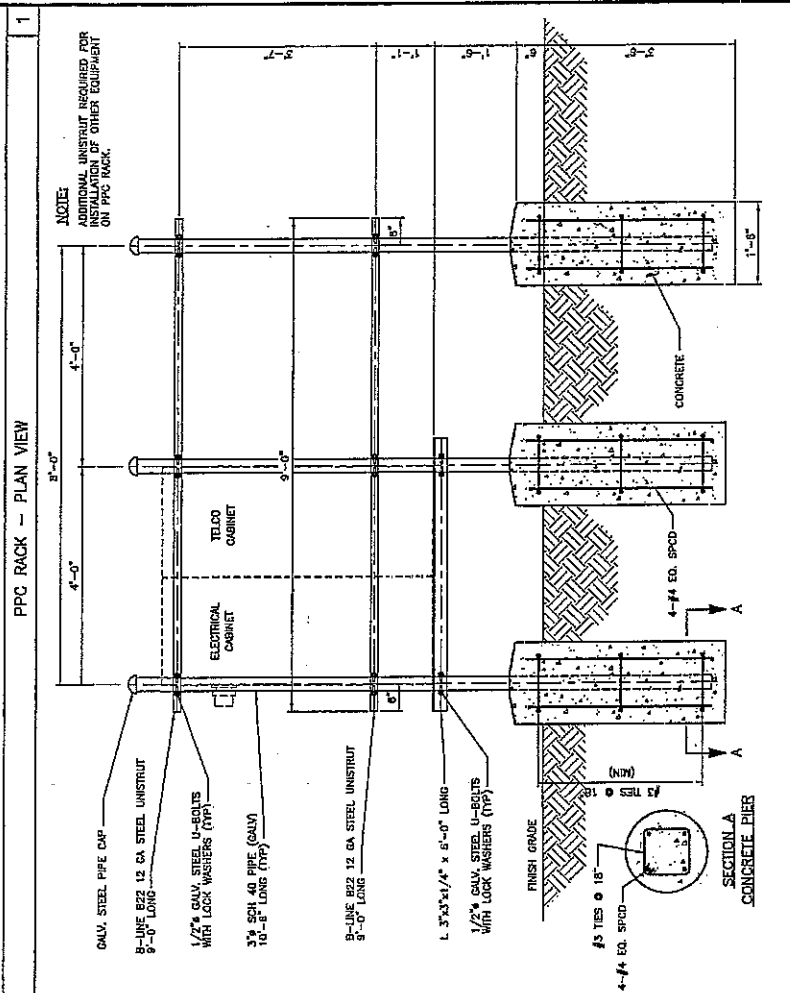 PPC RACK – PLAN VIEW
1
NOTE:
ADDITIONAL UNISTRUT REQUIRED FOR
INSTALLATION OF OTHER EQUIPMENT
ON PPC RACK.
8'-0"
4'-0"
4'-0"
GALV. STEEL PIPE CAP
B-LINE B22 12 GA STEEL UNISTRUT
9'-0" LONG
1/2"ø GALV. STEEL U-BOLTS
WITH LOCK WASHERS (TYP)
3"ø SCH 40 PIPE (GALV)
10'-8" LONG (TYP)
ELECTRICAL
CABINET
TELCO
CABINET
9'-0"
B-LINE B22 12 GA STEEL UNISTRUT
9'-0" LONG
6"
6"
L 3"x3"x1/4" x 5'-0" LONG
1/2"ø GALV. STEEL U-BOLTS
WITH LOCK WASHERS (TYP)
3'-7"
1'-1"
1'-6"
6"
3'-6"
FINISH GRADE
#3 TIES @ 18"
(MIN)
#3 TIES @ 18"
4-#4 EQ. SPCD
SECTION A
CONCRETE PIER
A
A
4-#4 EQ. SPCD
CONCRETE
1'-6"